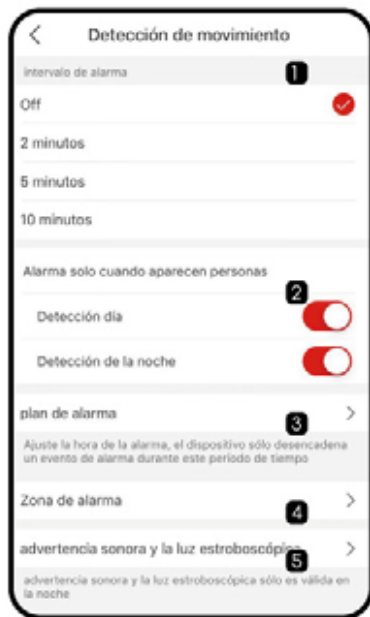 Detección de movimiento
intervalo de alarma
1
Off
2 minutos
5 minutos
10 minutos
Alarma solo cuando aparecen personas
2
Detección día
Detección de la noche
plan de alarma
3
Ajuste la hora de la alarma, el dispositivo sólo desencadena
un evento de alarma durante este período de tiempo
Zona de alarma
4
advertencia sonora y la luz estroboscópica
5
advertencia sonora y la luz estroboscópica sólo es válida en
la noche